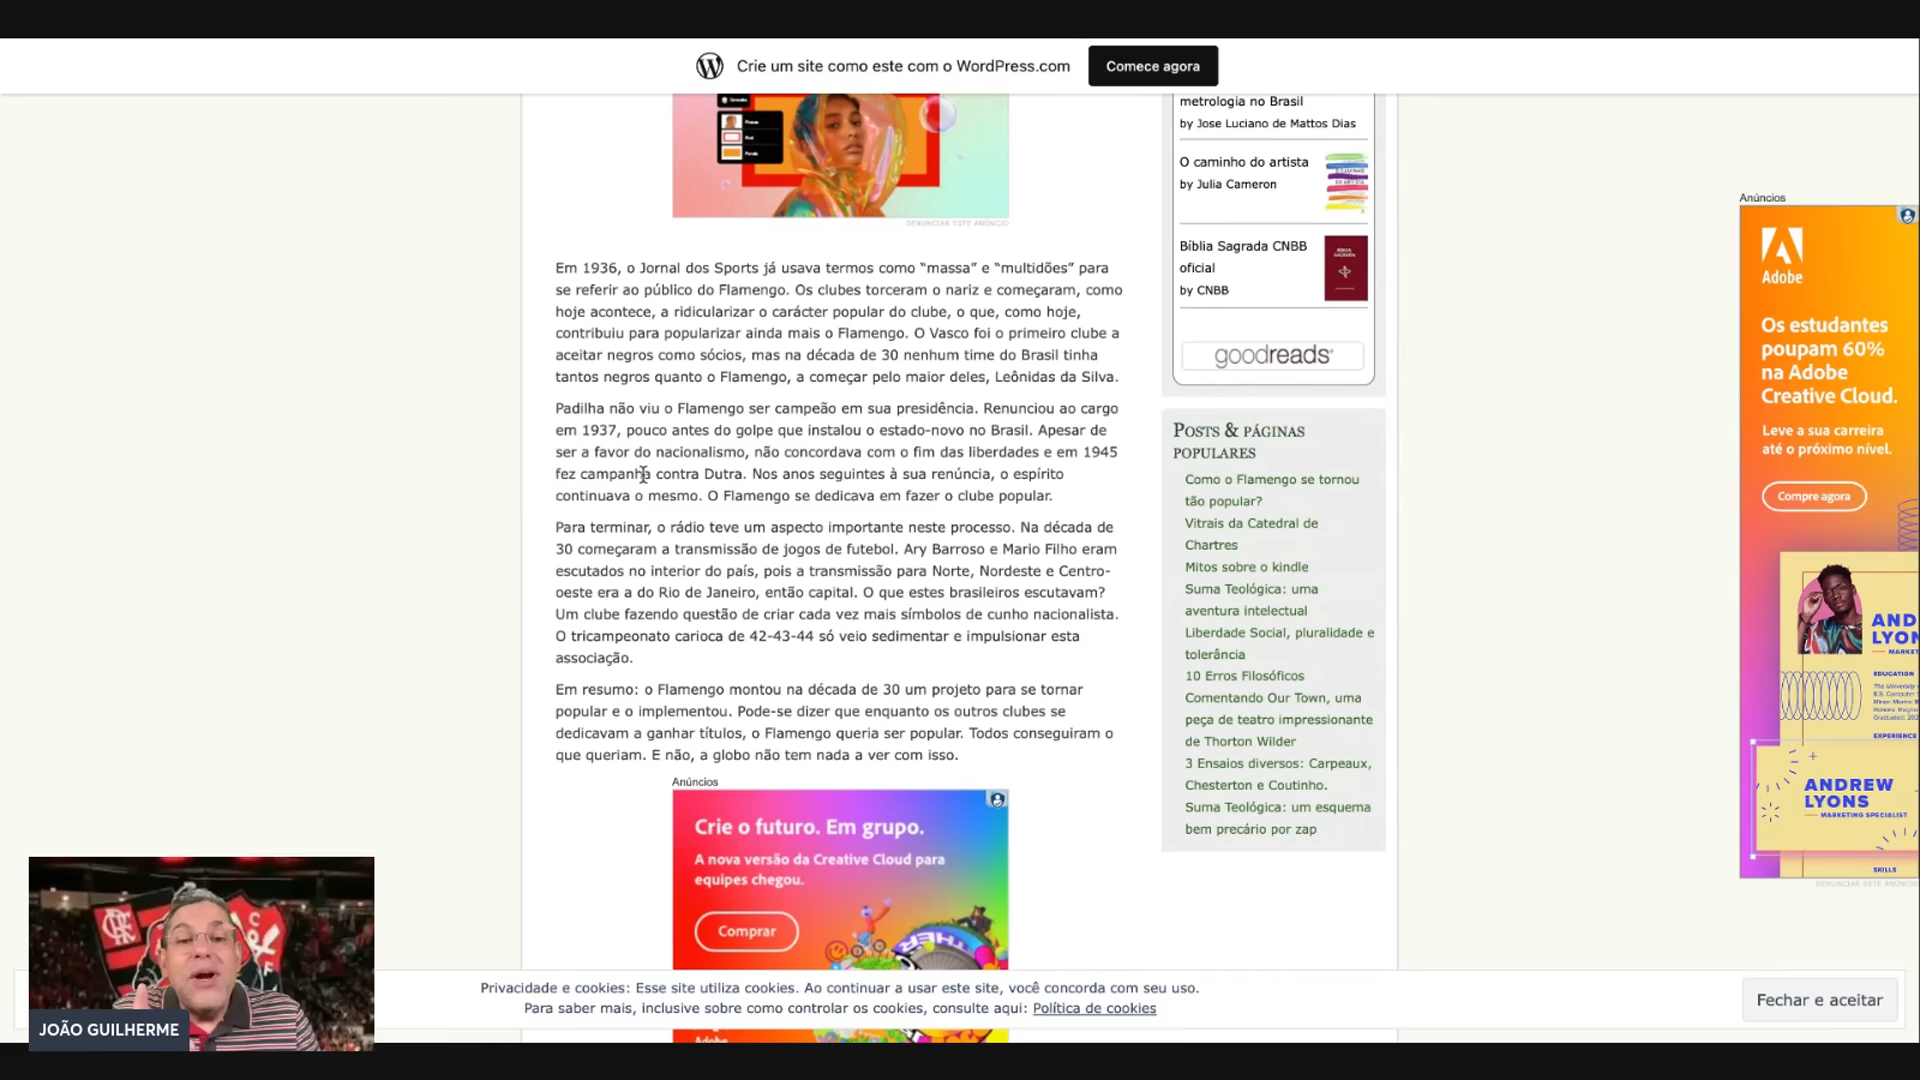 Crie um site como este com o WordPress.com
Comece agora
DENUNCIAR ESTE ANÚNCIO
Em 1936, o Jornal dos Sports já usava termos como “massa” e “multidões” para
se referir ao público do Flamengo. Os clubes torceram o nariz e começaram, como
hoje acontece, a ridicularizar o carácter popular do clube, o que, como hoje,
contribuiu para popularizar ainda mais o Flamengo. O Vasco foi o primeiro clube a
aceitar negros como sócios, mas na década de 30 nenhum time do Brasil tinha
tantos negros quanto o Flamengo, a começar pelo maior deles, Leônidas da Silva.
Padilha não viu o Flamengo ser campeão em sua presidência. Renunciou ao cargo
em 1937, pouco antes do golpe que instalou o estado-novo no Brasil. Apesar de
ser a favor do nacionalismo, não concordava com o fim das liberdades e em 1945
fez campanha contra Dutra. Nos anos seguintes à sua renúncia, o espírito
continuava o mesmo. O Flamengo se dedicava em fazer o clube popular.
Para terminar, o rádio teve um aspecto importante neste processo. Na década de
30 começaram a transmissão de jogos de futebol. Ary Barroso e Mario Filho eram
escutados no interior do país, pois a transmissão para Norte, Nordeste e Centro-
oeste era a do Rio de Janeiro, então capital. O que estes brasileiros escutavam?
Um clube fazendo questão de criar cada vez mais símbolos de cunho nacionalista.
O tricampeonato carioca de 42-43-44 só veio sedimentar e impulsionar esta
associação.
Em resumo: o Flamengo montou na década de 30 um projeto para se tornar
popular e o implementou. Pode-se dizer que enquanto os outros clubes se
dedicavam a ganhar títulos, o Flamengo queria ser popular. Todos conseguiram o
que queriam. E não, a globo não tem nada a ver com isso.
Anúncios
Crie o futuro. Em grupo.
A nova versão da Creative Cloud para
equipes chegou.
Comprar
metrologia no Brasil
by Jose Luciano de Mattos Dias
O caminho do artista
by Julia Cameron
Bíblia Sagrada CNBB
oficial
by CNBB
goodreads
Posts & páginas
populares
Como o Flamengo se tornou
tão popular?
Vitrais da Catedral de
Chartres
Mitos sobre o kindle
Suma Teológica: uma
aventura intelectual
Liberdade Social, pluralidade e
tolerância
10 Erros Filosóficos
Comentando Our Town, uma
peça de teatro impressionante
de Thorton Wilder
3 Ensaios diversos: Carpeaux,
Chesterton e Coutinho.
Suma Teológica: um esquema
bem precário por zap
Anúncios
Adobe
Os estudantes
poupam 60%
na Adobe
Creative Cloud.
Leve a sua carreira
até o próximo nível.
Compre agora
AND
LYON
EDUCATION
EXPERIENCE
ANDREW
LYONS
MARKETING SPECIALIST
SKILLS
DENUNCIAR ESTE ANÚNCIO
Privacidade e cookies: Esse site utiliza cookies. Ao continuar a usar este site, você concorda com seu uso.
Para saber mais, inclusive sobre como controlar os cookies, consulte aqui: Política de cookies
Fechar e aceitar
JOÃO GUILHERME